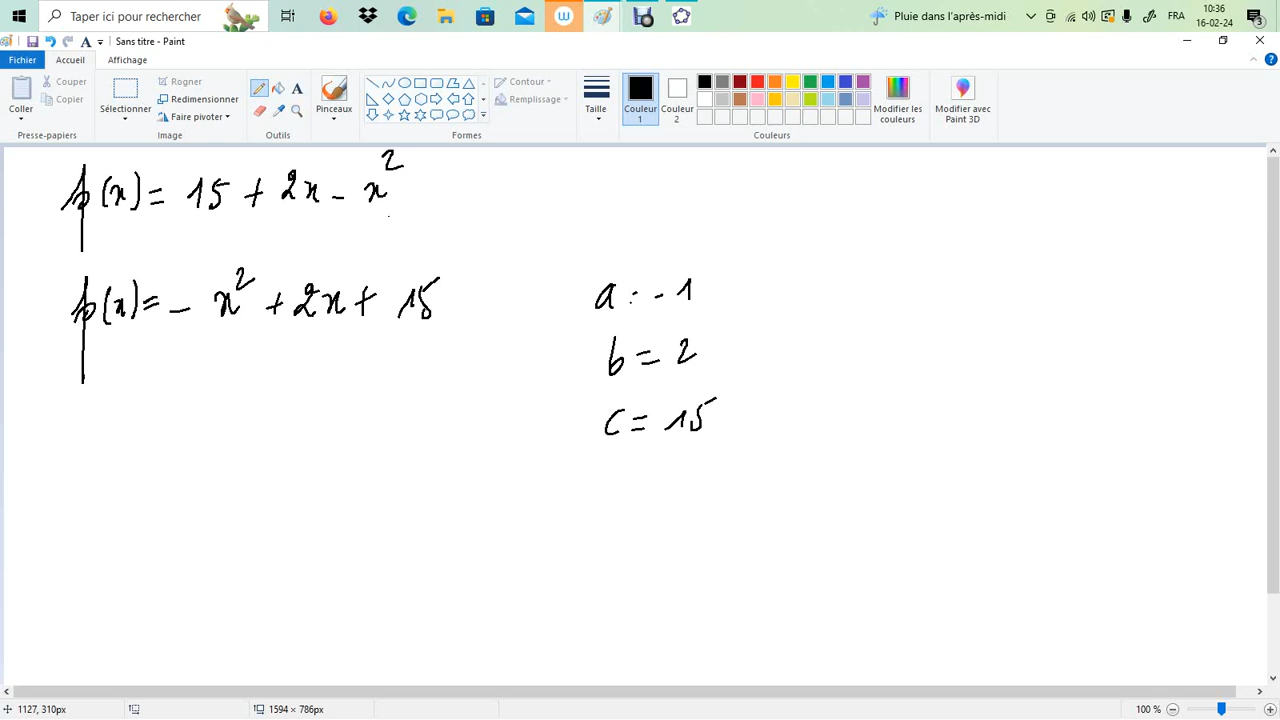 Taper ici pour rechercher
Pluie dans l'après-midi
FRA
10:36
16-02-24
3
Sans titre - Paint
Fichier
Accueil
Affichage
Coller
Couper
Copier
Presse-papiers
Sélectionner
Rogner
Redimensionner
Faire pivoter
Image
A
Outils
Pinceaux
Contour
Remplissage
Formes
Taille
Couleur 1
Couleur 2
Modifier les couleurs
Couleurs
Modifier avec Paint 3D
p(x) = 15 + 2x - x²
p(x) = - x² + 2x + 15
a : - 1
b = 2
c = 15
1127, 310px
1594 × 786px
100 %